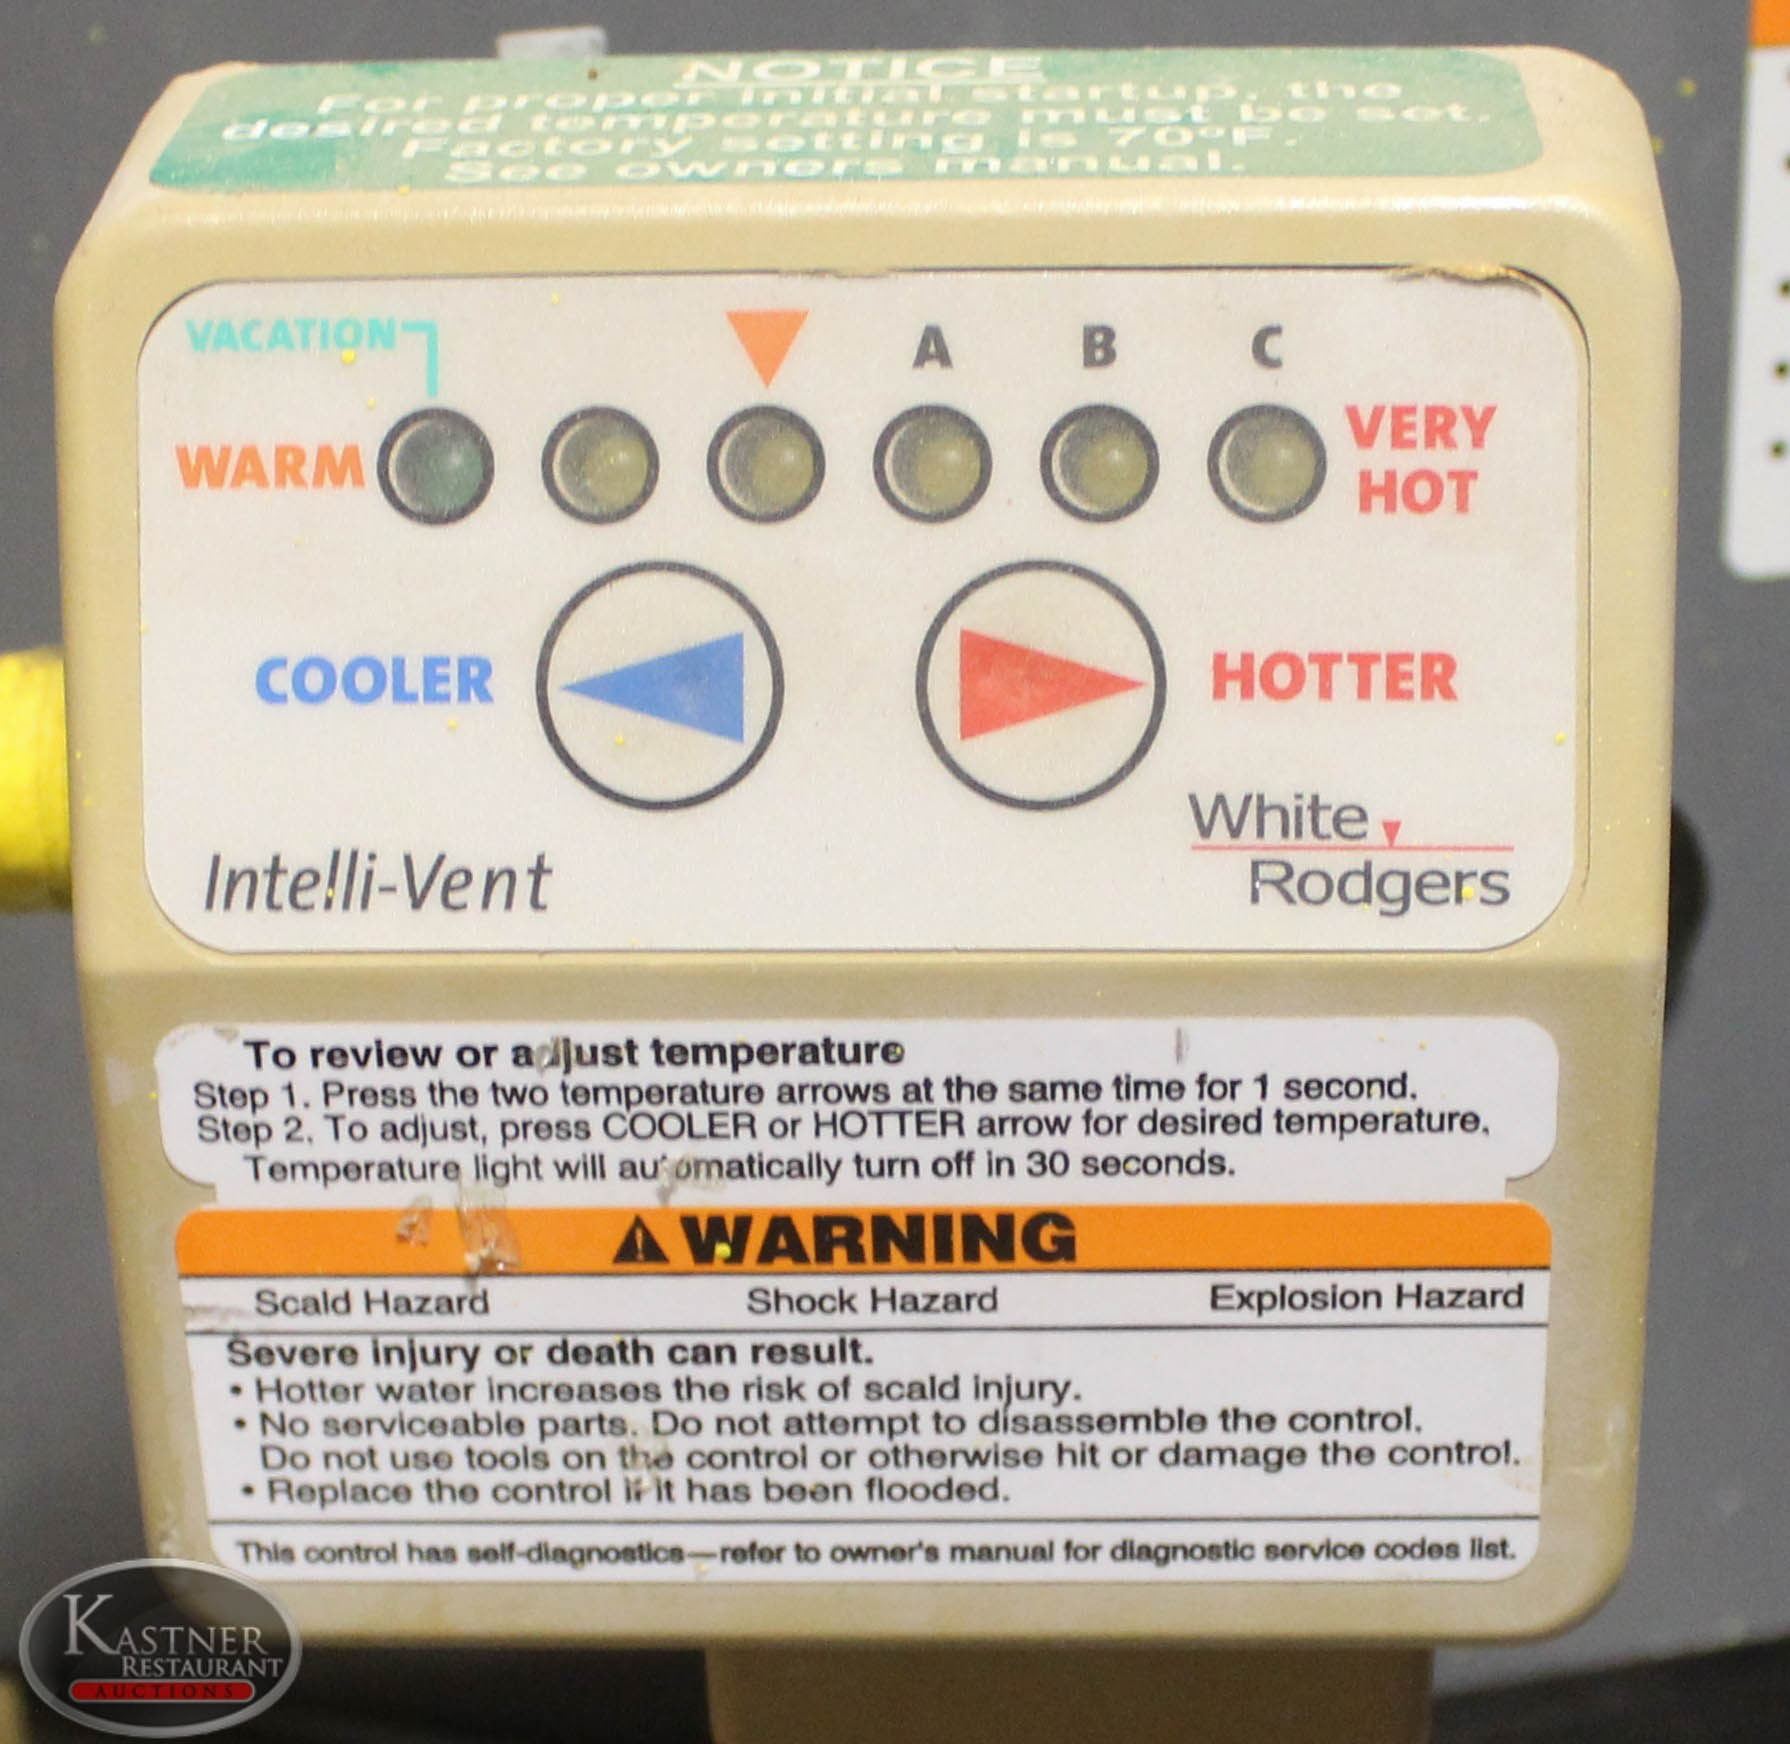 NOTICE
For proper initial startup, the
desired temperature must be set.
Factory setting is 70°F.
See owners manual.
VACATION
A B C
WARM
VERY
HOT
COOLER
HOTTER
Intelli-Vent
White
Rodgers
To review or adjust temperature
Step 1. Press the two temperature arrows at the same time for 1 second.
Step 2. To adjust, press COOLER or HOTTER arrow for desired temperature.
Temperature light will automatically turn off in 30 seconds.
WARNING
Scald Hazard Shock Hazard Explosion Hazard
Severe injury or death can result.
• Hotter water increases the risk of scald injury.
• No serviceable parts. Do not attempt to disassemble the control.
Do not use tools on the control or otherwise hit or damage the control.
• Replace the control if it has been flooded.
This control has self-diagnostics—refer to owner's manual for diagnostic service codes list.
KASTNER
RESTAURANT
AUCTIONS